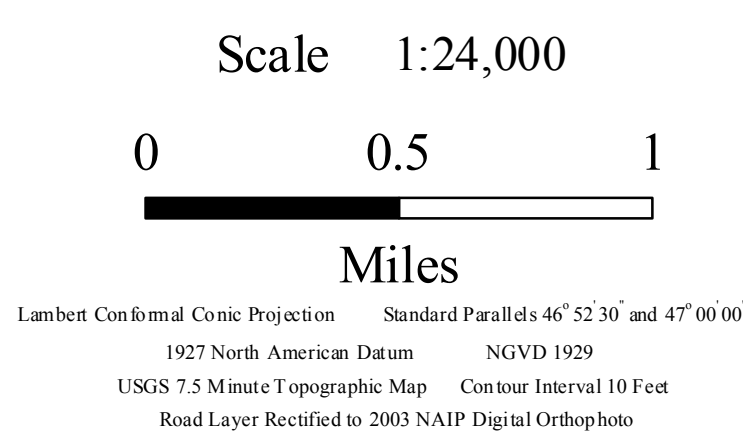 Scale 1:24,000
0 0.5 1
Miles
Lambert Conformal Conic Projection Standard Parallels 46° 52' 30" and 47° 00' 00"
1927 North American Datum NGVD 1929
USGS 7.5 Minute Topographic Map Contour Interval 10 Feet
Road Layer Rectified to 2003 NAIP Digital Orthophoto